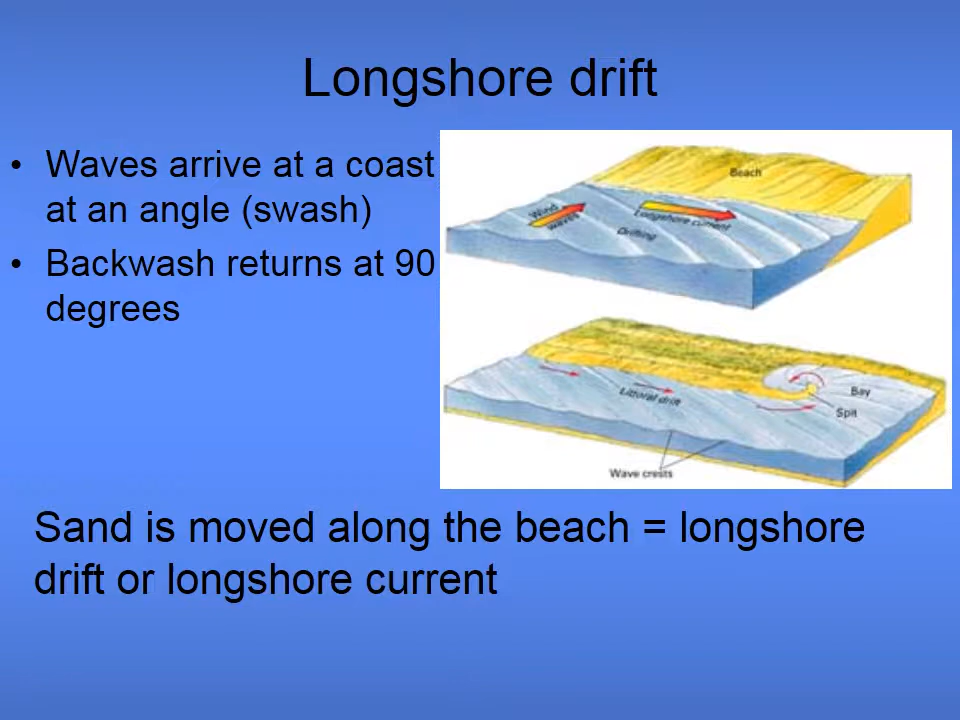 Longshore drift
• Waves arrive at a coast
at an angle (swash)
• Backwash returns at 90
degrees
Beach
Wind
waves
Longshore current
Drifting
Littoral drift
Bay
Spit
Wave crests
Sand is moved along the beach = longshore
drift or longshore current